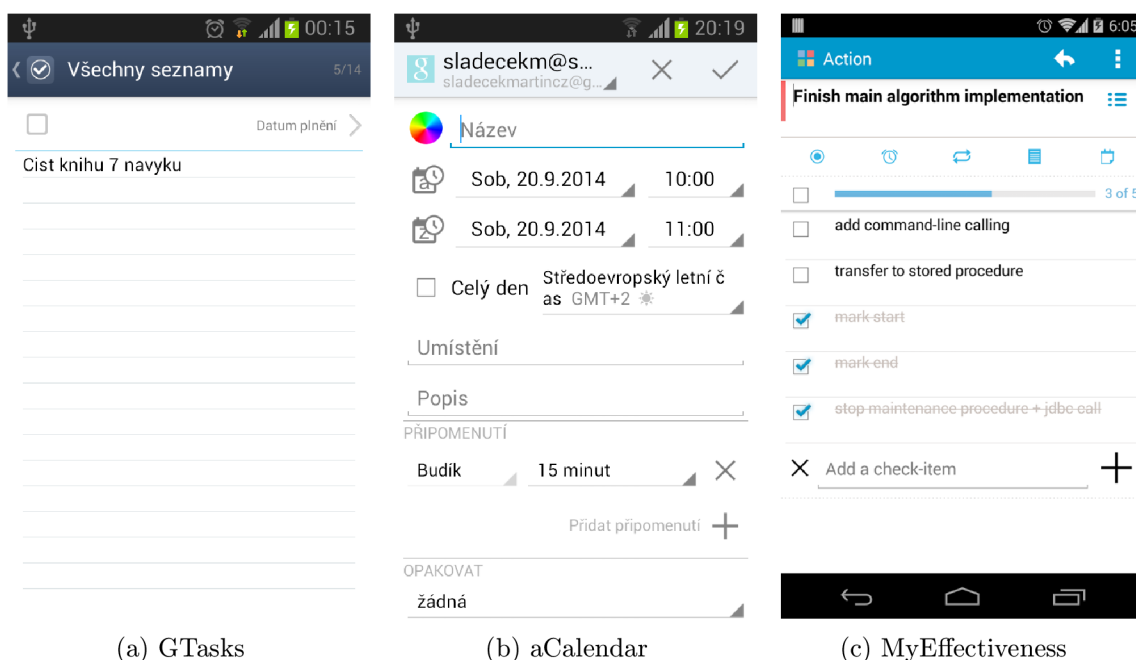 00:15
Všechny seznamy 5/14
Datum plnění
Cist knihu 7 navyku
(a) GTasks
20:19
8 sladecekm@s...
sladecekmartincz@g...
Název
a Sob, 20.9.2014 10:00
z Sob, 20.9.2014 11:00
Celý den Středoevropský letní č
as GMT+2
Umístění
Popis
PŘIPOMENUTÍ
Budík 15 minut
Přidat připomenutí
OPAKOVAT
žádná
(b) aCalendar
6:05
Action
Finish main algorithm implementation
3 of 5
add command-line calling
transfer to stored procedure
mark start
mark end
stop maintenance procedure + jdbc call
Add a check-item
(c) MyEffectiveness